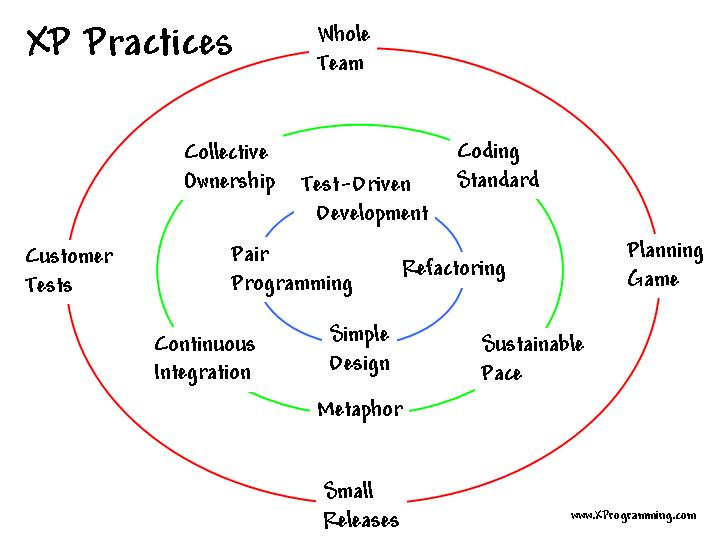 XP Practices
Whole
Team
Collective
Ownership
Coding
Standard
Test-Driven
Development
Customer
Tests
Pair
Programming
Refactoring
Planning
Game
Continuous
Integration
Simple
Design
Sustainable
Pace
Metaphor
Small
Releases
www.XProgramming.com